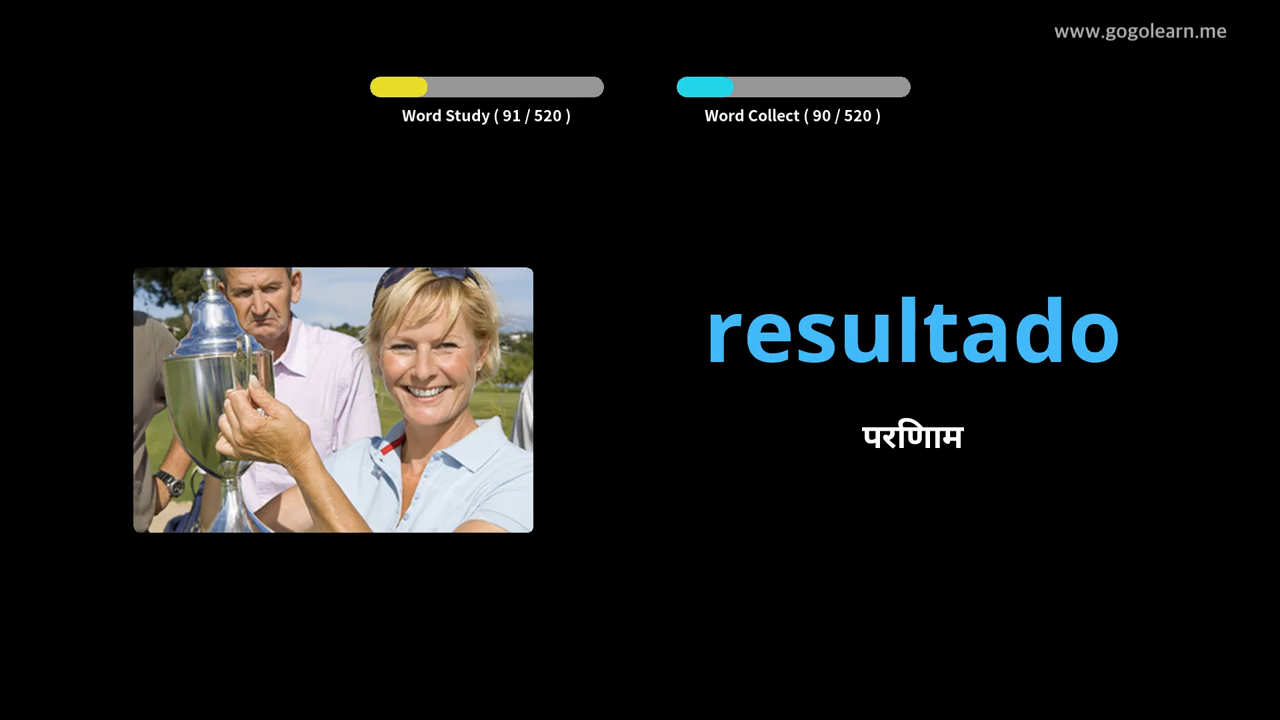 www.gogolearn.me
Word Study ( 91 / 520 )
Word Collect ( 90 / 520 )
resultado
परिणाम